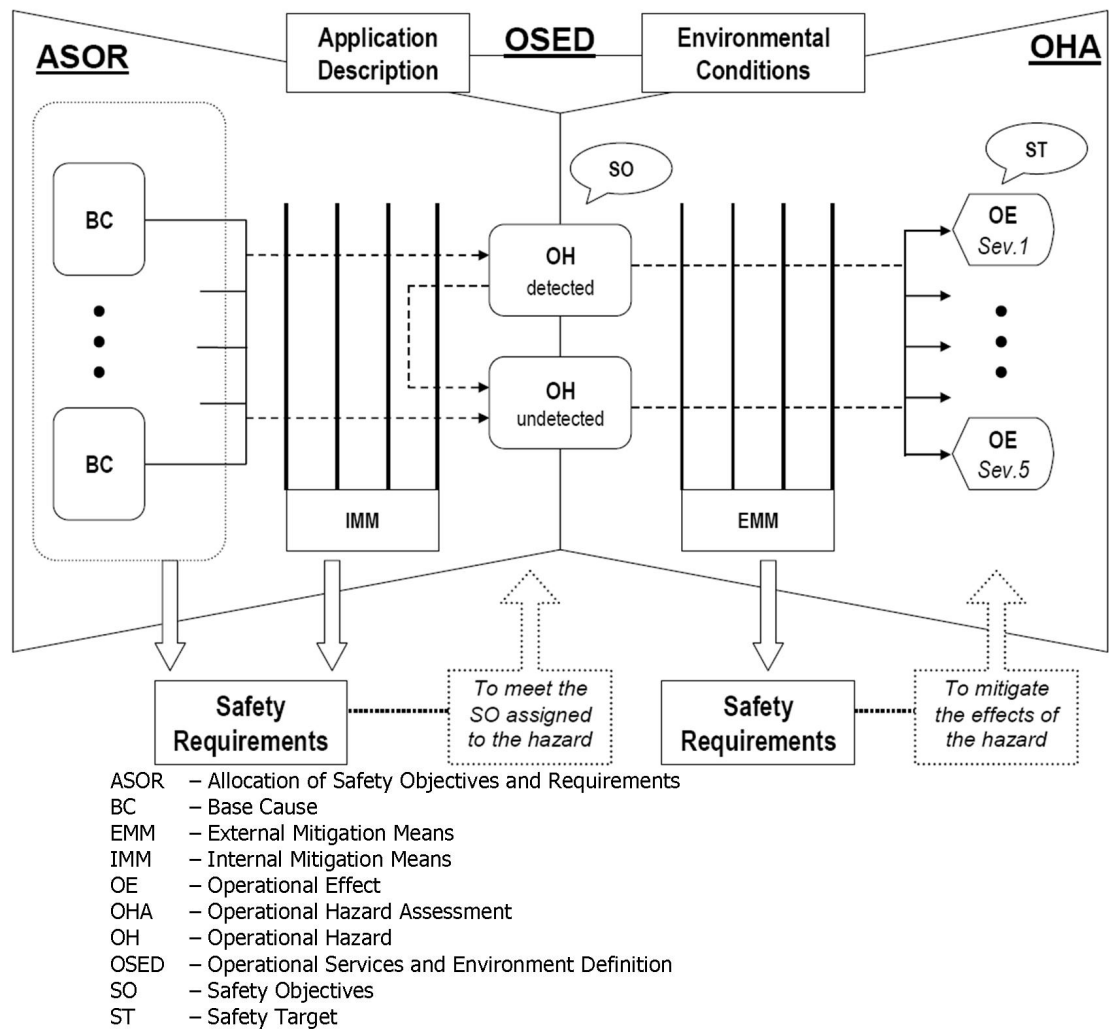 ASOR
Application
Description
OSED
Environmental
Conditions
OHA
SO
ST
BC
OH
detected
OE
Sev.1
BC
OH
undetected
OE
Sev.5
IMM
EMM
Safety
Requirements
To meet the
SO assigned
to the hazard
Safety
Requirements
To mitigate
the effects of
the hazard
ASOR – Allocation of Safety Objectives and Requirements
BC – Base Cause
EMM – External Mitigation Means
IMM – Internal Mitigation Means
OE – Operational Effect
OHA – Operational Hazard Assessment
OH – Operational Hazard
OSED – Operational Services and Environment Definition
SO – Safety Objectives
ST – Safety Target